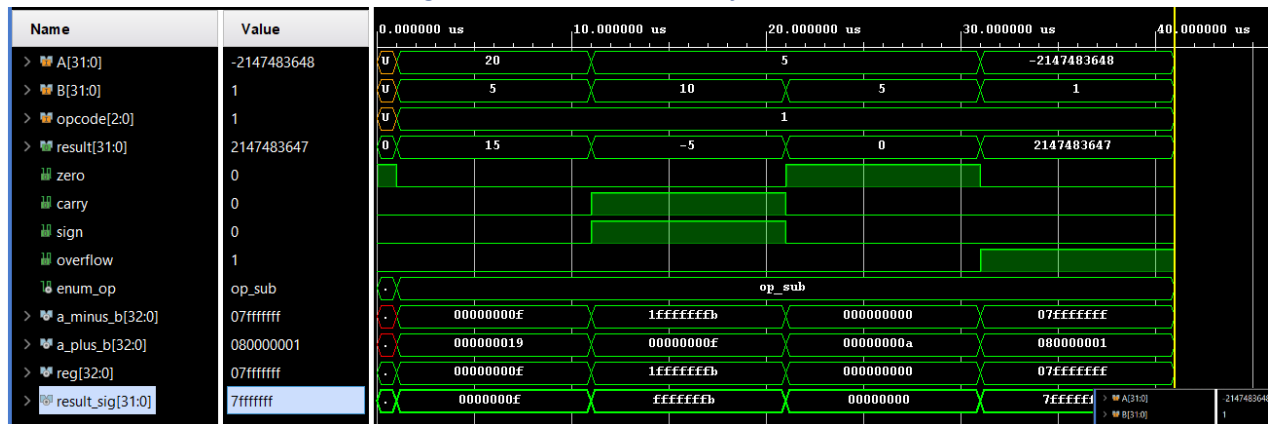 Name Value 0.000000 us 10.000000 us 20.000000 us 30.000000 us 40.000000 us
A[31:0] -2147483648 U 20 5 -2147483648
B[31:0] 1 U 5 10 5 1
opcode[2:0] 1 U 1
result[31:0] 2147483647 0 15 -5 0 2147483647
zero 0
carry 0
sign 0
overflow 1
enum_op op_sub . op_sub
a_minus_b[32:0] 07fffffff . 00000000f 1fffffffb 000000000 07fffffff
a_plus_b[32:0] 080000001 . 000000019 00000000f 00000000a 080000001
reg[32:0] 07fffffff . 00000000f 1fffffffb 000000000 07fffffff
result_sig[31:0] 7fffffff . 0000000f fffffffb 00000000 7ffffff
A[31:0] -2147483648
B[31:0] 1